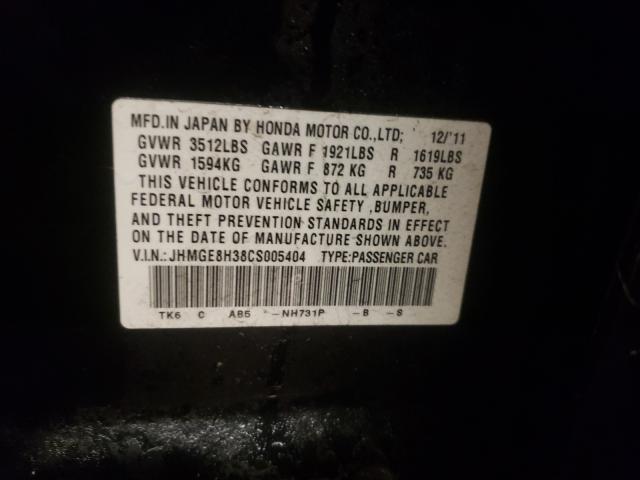 MFD.IN JAPAN BY HONDA MOTOR CO.,LTD; 12/'11
GVWR 3512LBS GAWR F 1921LBS R 1619LBS
GVWR 1594KG GAWR F 872 KG R 735 KG
THIS VEHICLE CONFORMS TO ALL APPLICABLE
FEDERAL MOTOR VEHICLE SAFETY ,BUMPER,
AND THEFT PREVENTION STANDARDS IN EFFECT
ON THE DATE OF MANUFACTURE SHOWN ABOVE.
V.I.N.: JHMGE8H38CS005404 TYPE:PASSENGER CAR
TK6 C AB5 -NH731P -B -S